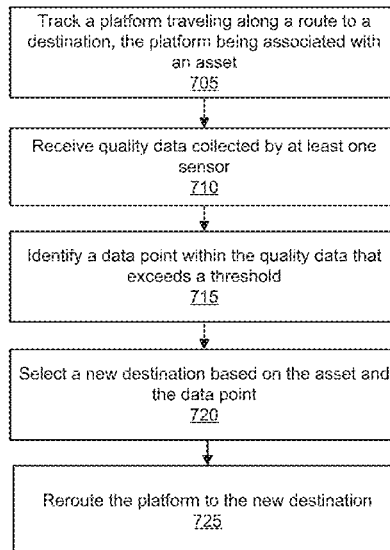 Track a platform traveling along a route to a
destination, the platform being associated with
an asset
705
Receive quality data collected by at least one
sensor
710
Identify a data point within the quality data that
exceeds a threshold
715
Select a new destination based on the asset and
the data point
720
Reroute the platform to the new destination
725